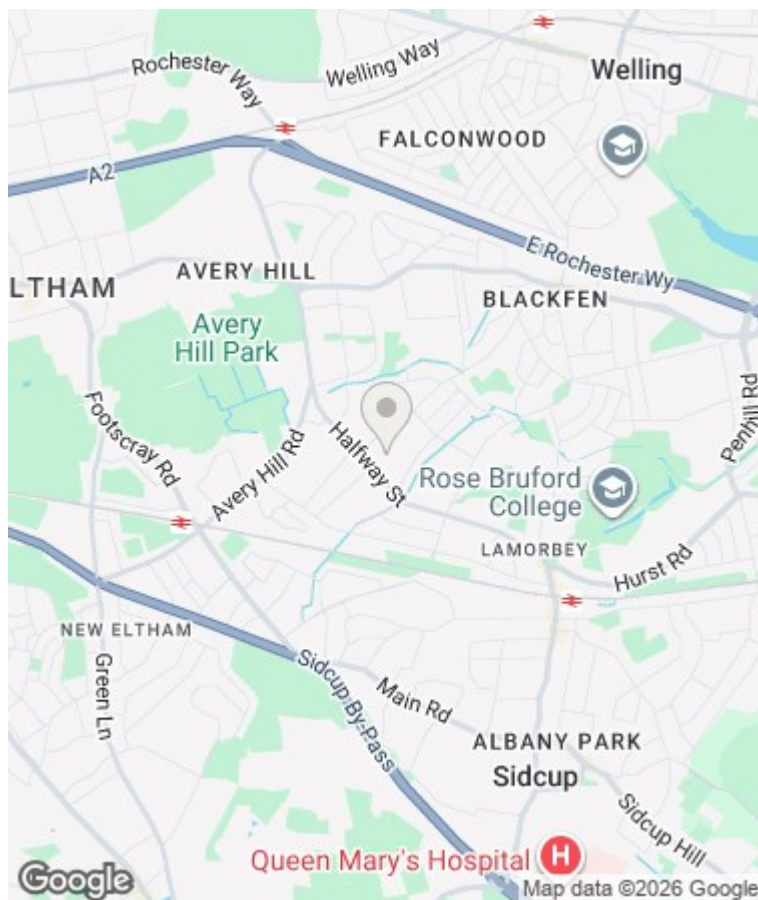 Rochester
Way
Welling Way
Welling
FALCONWOOD
A2
E Rochester Wy
AVERY HILL
LTHAM
BLACKFEN
Avery
Hill Park
Footscray Rd
Avery Hill Rd
Halfway St
Penhill Rd
Rose Bruford
College
LAMORBEY
Hurst Rd
NEW ELTHAM
Green Ln
Sidcup By-Pass
Main Rd
ALBANY PARK
Sidcup
Sidcup Hill
Queen Mary's Hospital
H
Google
Map data ©2026 Google